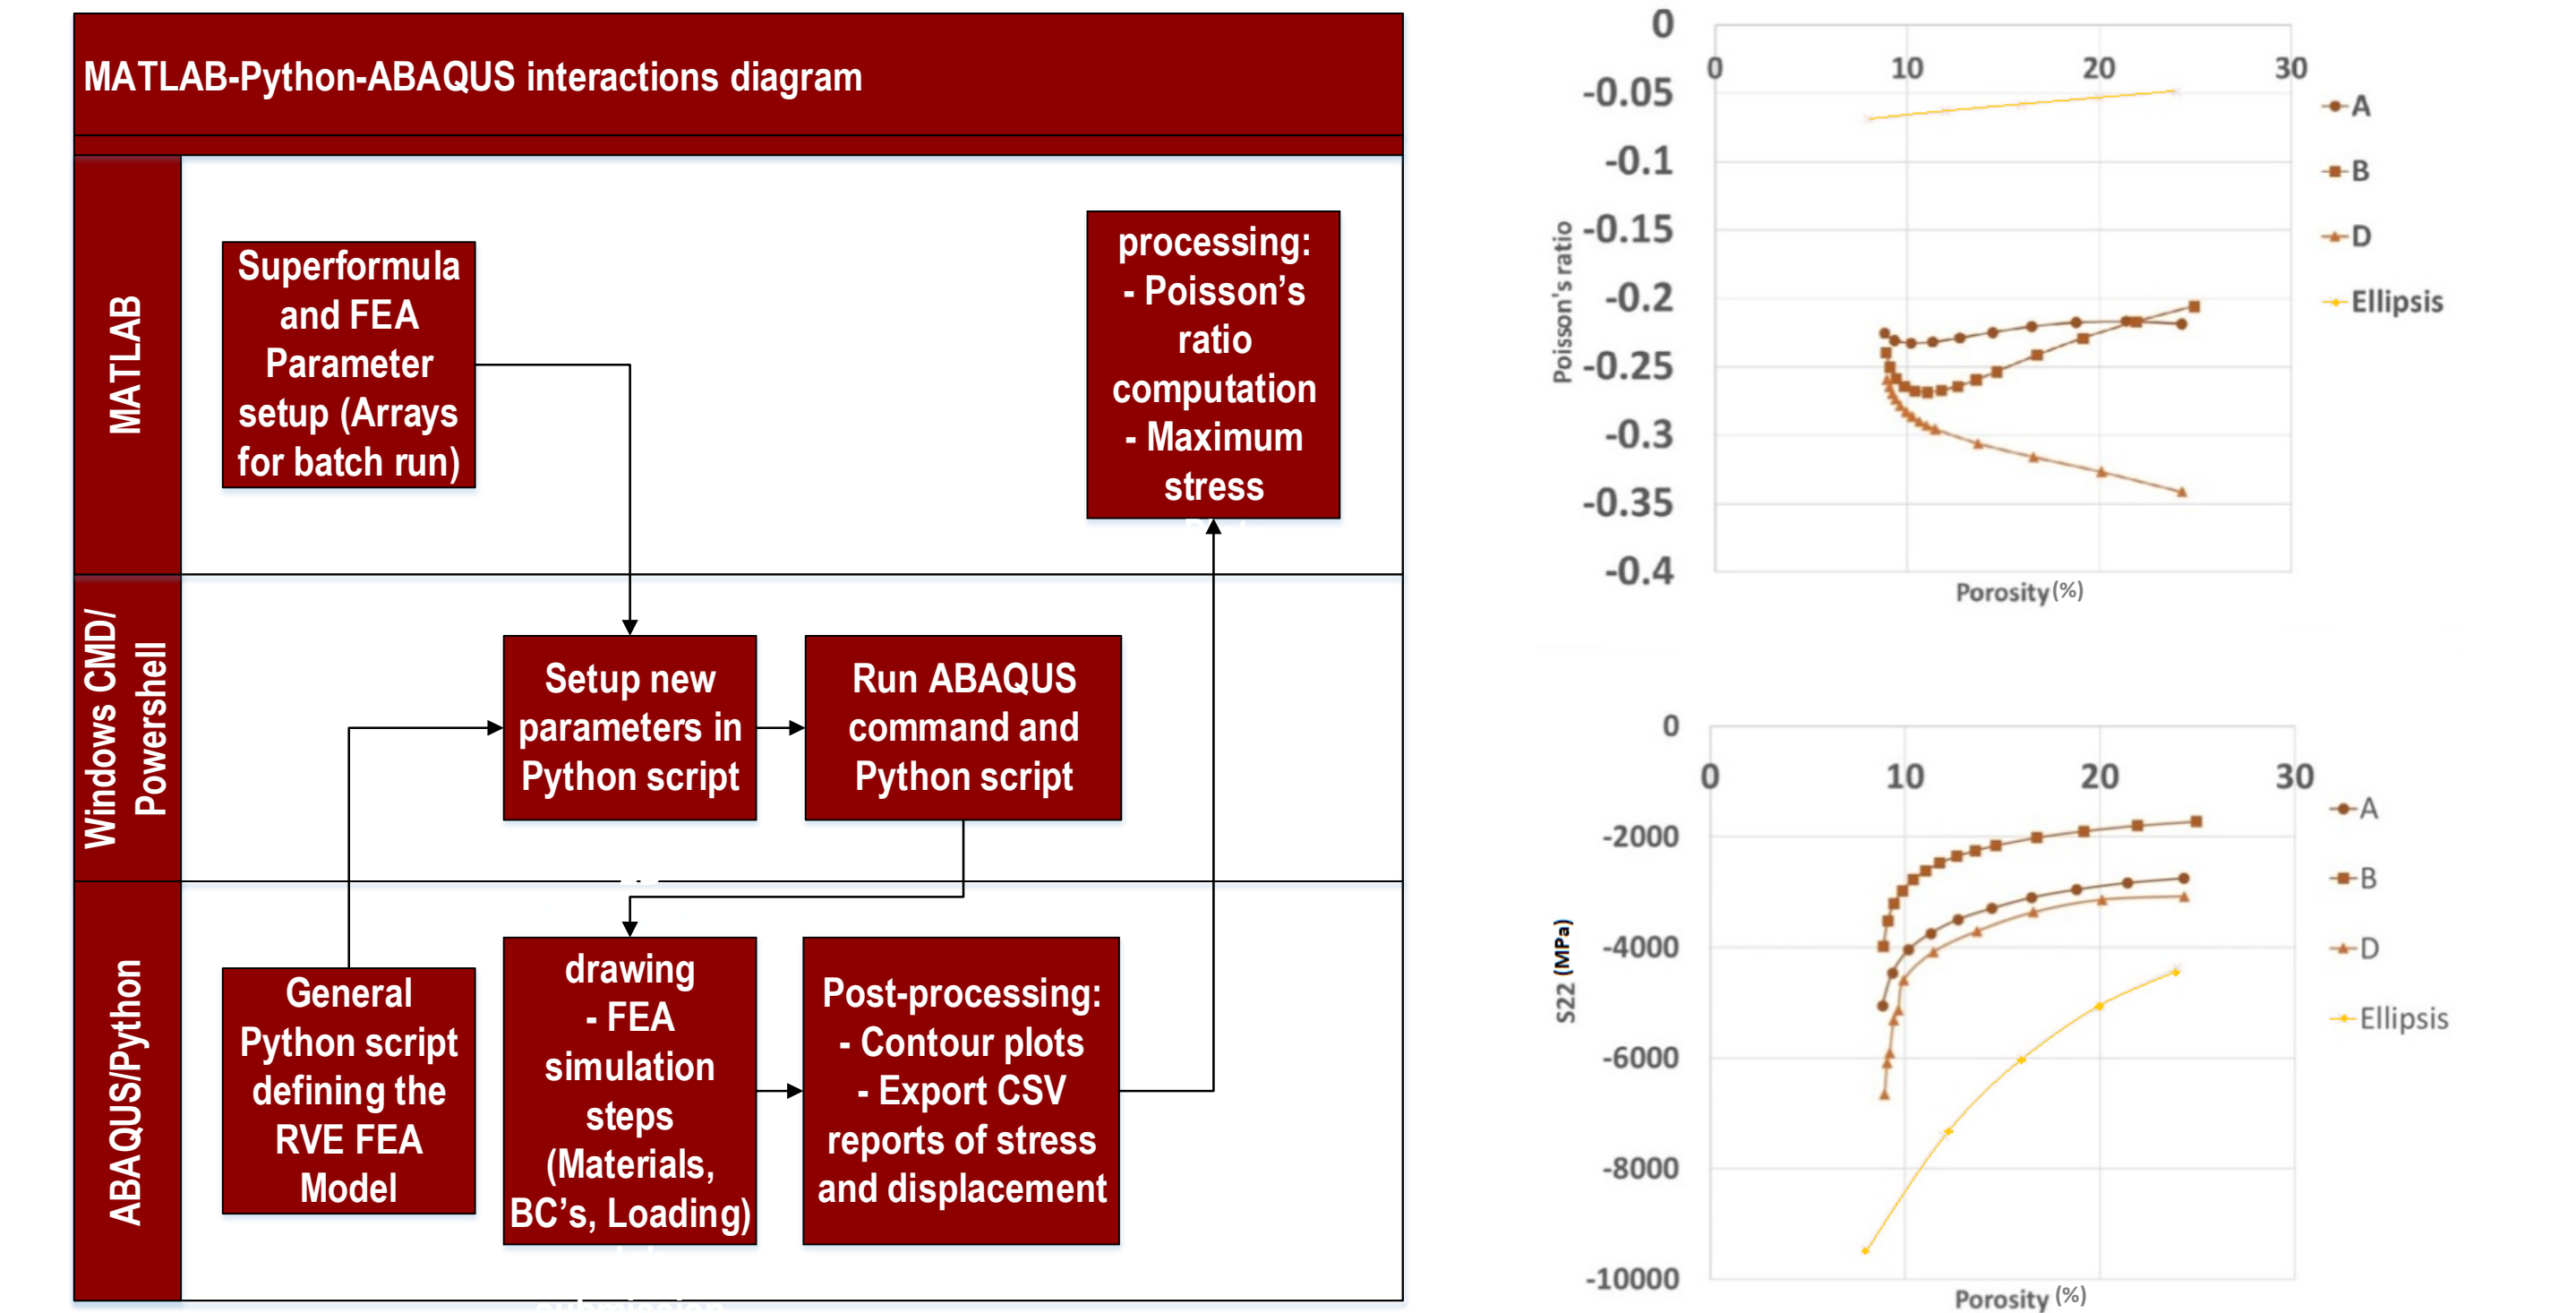 MATLAB-Python-ABAQUS interactions diagram
MATLAB
Superformula
and FEA
Parameter
setup (Arrays
for batch run)
processing:
- Poisson’s
ratio
computation
- Maximum
stress
Windows CMD/
Powershell
Setup new
parameters in
Python script
Run ABAQUS
command and
Python script
ABAQUS/Python
General
Python script
defining the
RVE FEA
Model
drawing
- FEA
simulation
steps
(Materials,
BC’s, Loading)
Post-processing:
- Contour plots
- Export CSV
reports of stress
and displacement
0
0 10 20 30
-0.05
-0.1
-0.15
-0.2
-0.25
-0.3
-0.35
-0.4
Poisson's ratio
Porosity (%)
A
B
D
Ellipsis
0
0 10 20 30
-2000
-4000
-6000
-8000
-10000
S22 (MPa)
Porosity (%)
A
B
D
Ellipsis